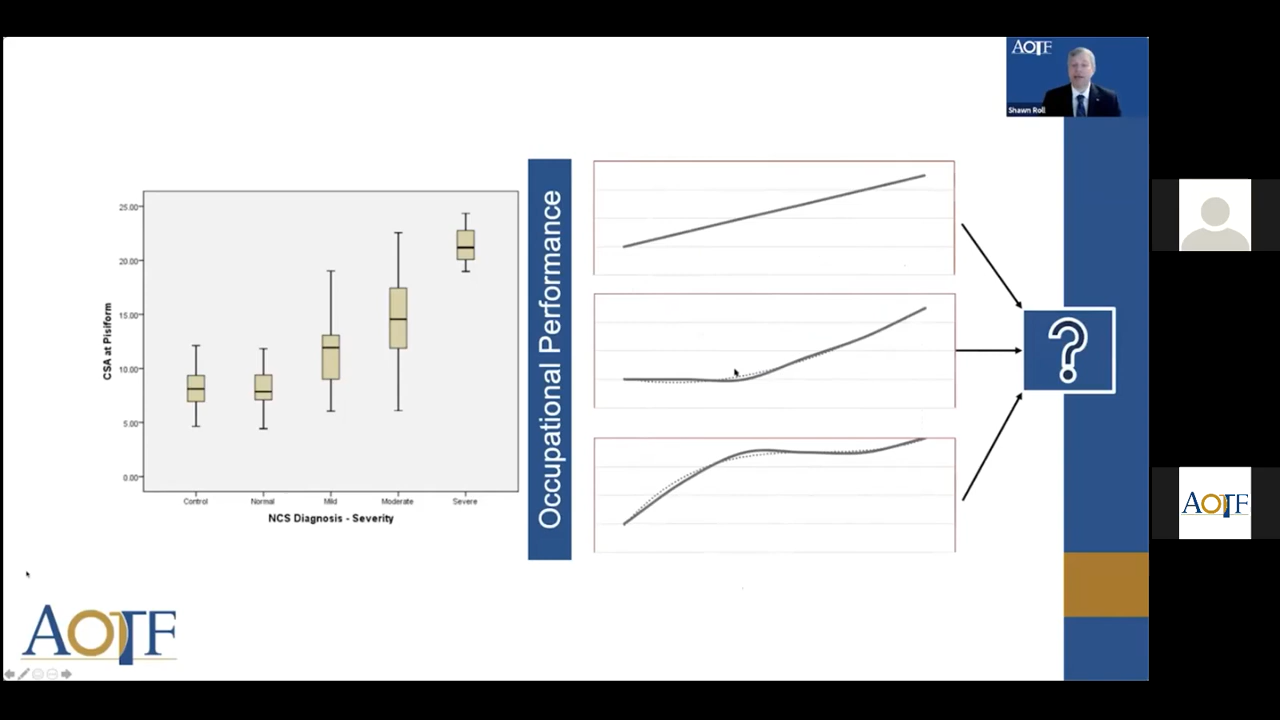 AOTF
Shawn Roll
25.00
20.00
15.00
10.00
5.00
0.00
CSA at Pisiform
Control Normal Mild Moderate Severe
NCS Diagnosis - Severity
Occupational Performance
?
AOTF
AOTF